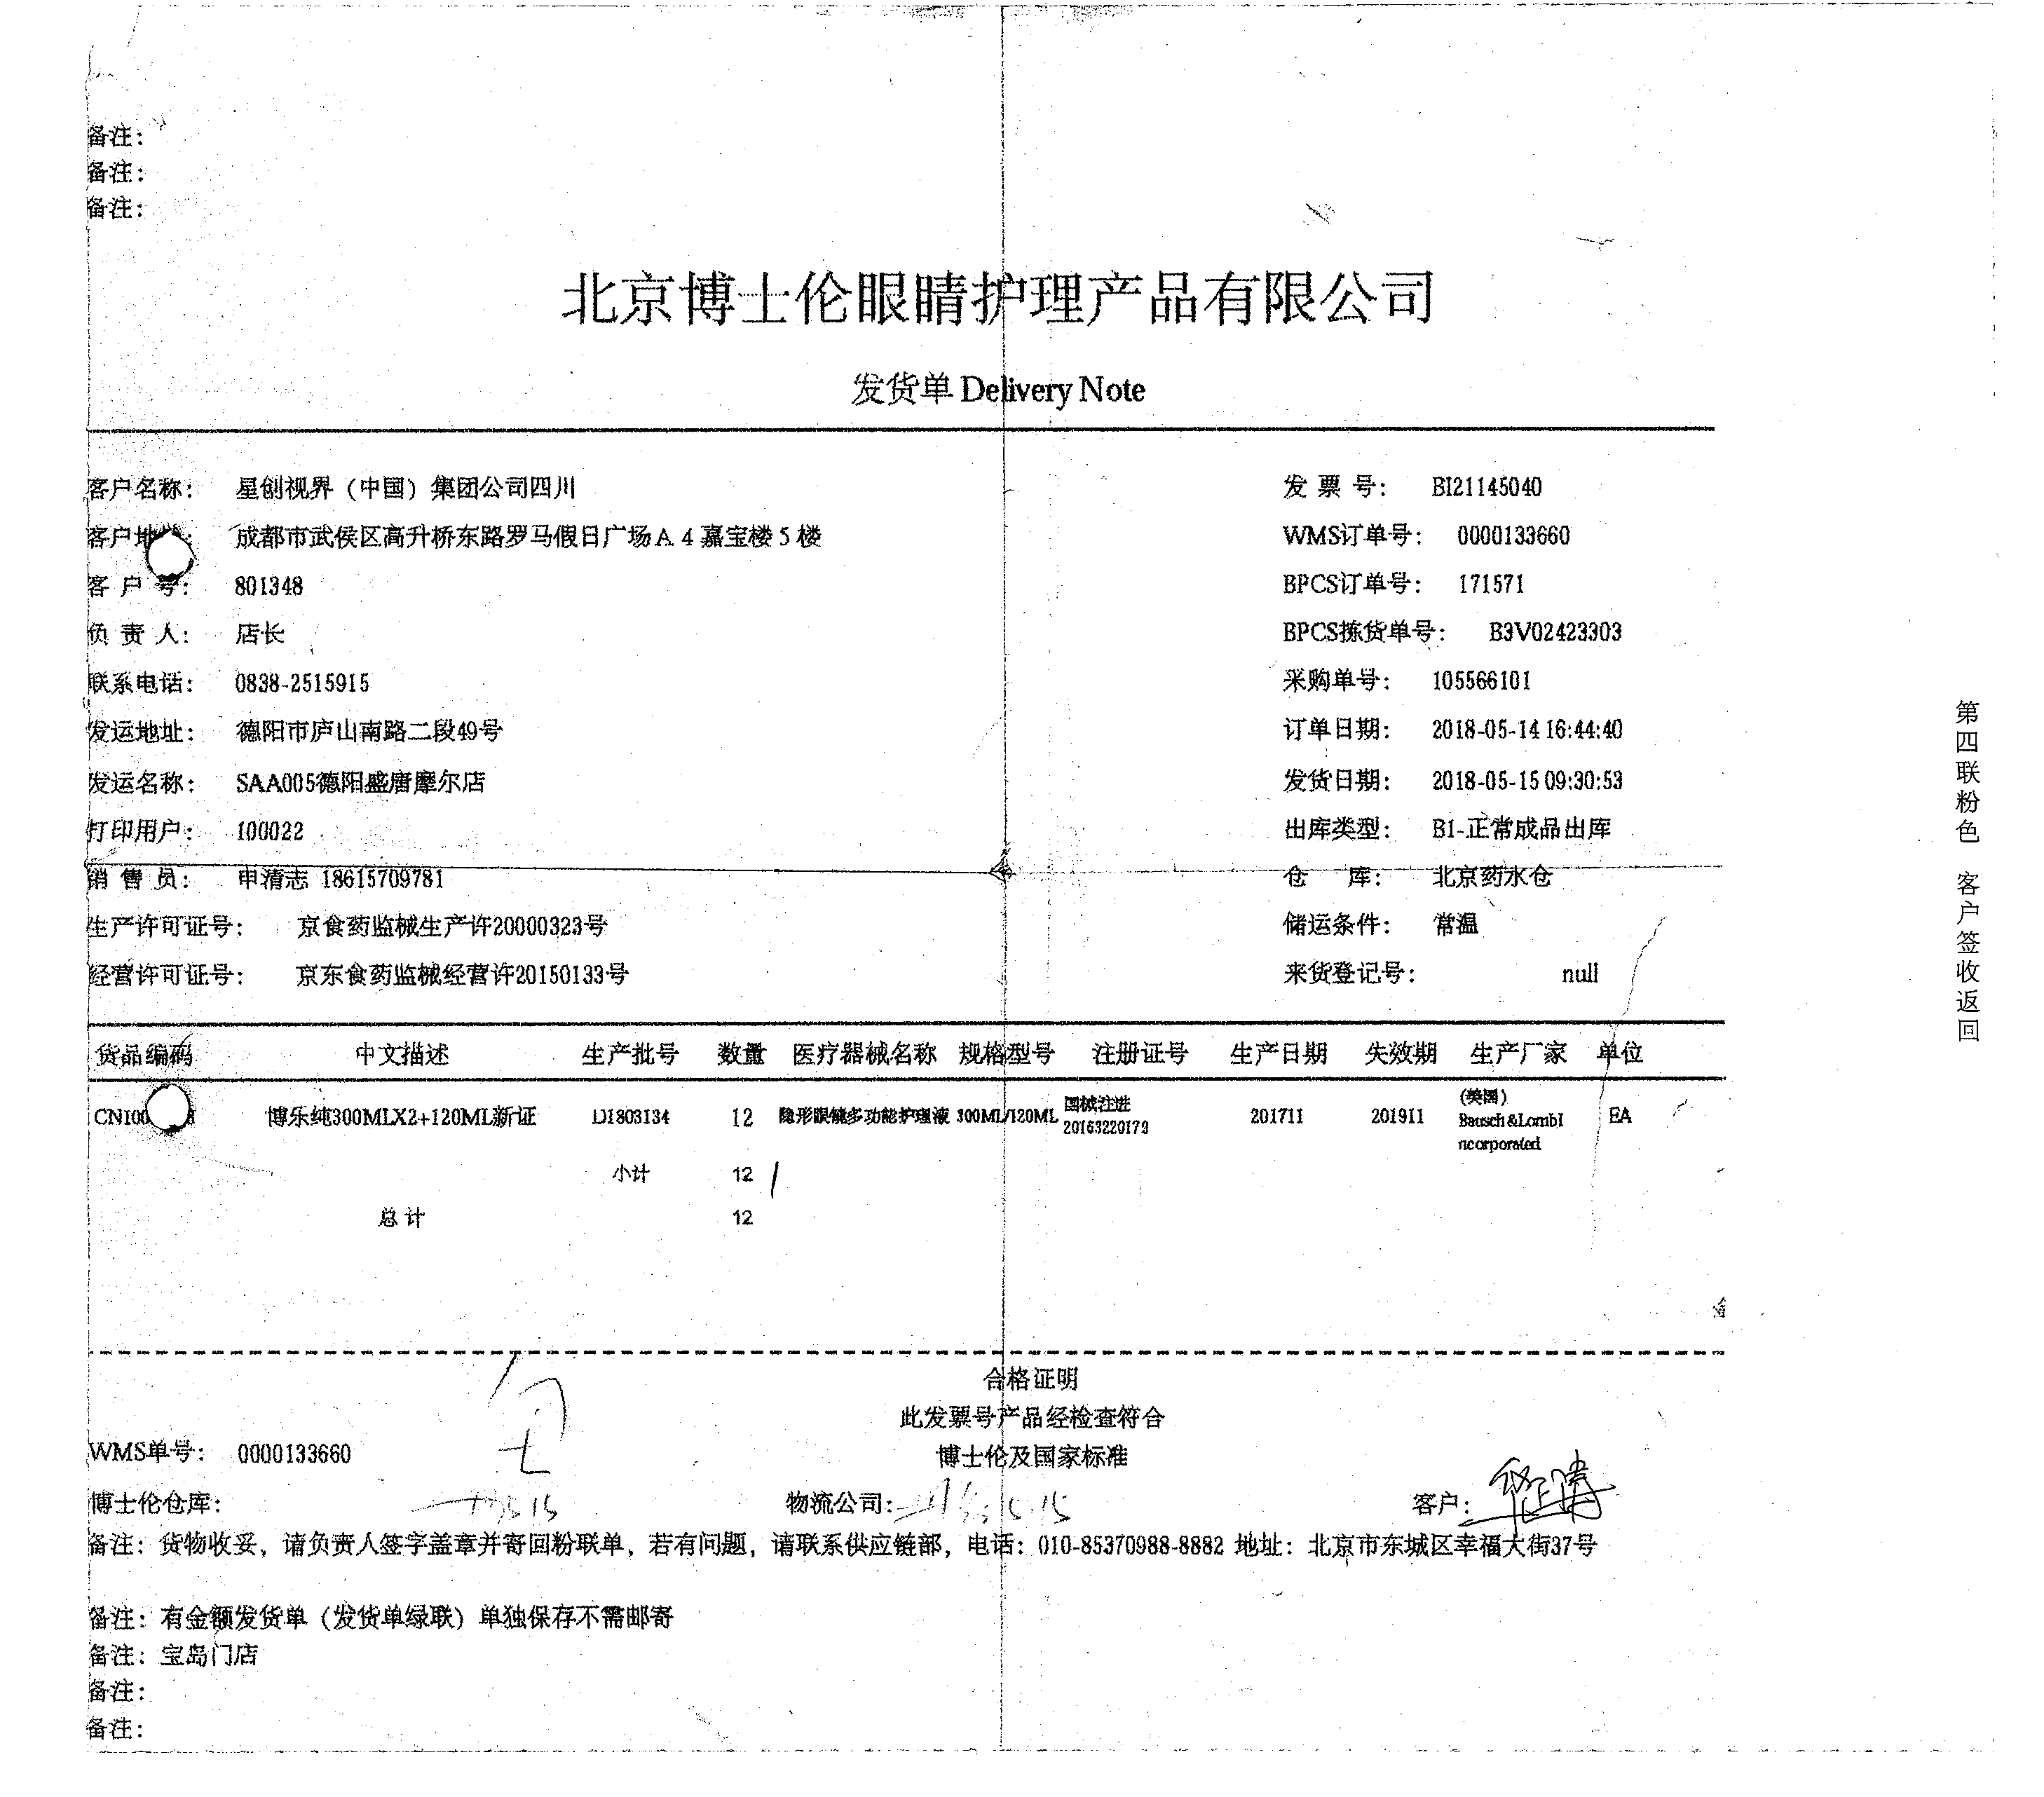 备注：
备注：
备注：
北京博士伦眼睛护理产品有限公司
发货单 Delivery Note
客户名称： 星创视界（中国）集团公司四川 发 票 号： BI21145040
客户地 ： 成都市武侯区高升桥东路罗马假日广场A 4 嘉宝楼 5 楼 WMS订单号： 0000133660
客 户 号： 801348 BPCS订单号： 171571
负 责 人： 店长 BPCS拣货单号： B3V02423303
联系电话： 0838-2515915 采购单号： 105566101
发运地址： 德阳市庐山南路二段49号 订单日期： 2018-05-14 16:44:40
发运名称： SAA005德阳盛唐摩尔店 发货日期： 2018-05-15 09:30:53
打印用户： 100022 出库类型： B1-正常成品出库
销 售 员： 申清志 18615709781 仓 库： 北京药水仓
生产许可证号： 京食药监械生产许20000323号 储运条件： 常温
经营许可证号： 京东食药监械经营许20150133号 来货登记号： null
货品编码 中文描述 生产批号 数量 医疗器械名称 规格型号 注册证号 生产日期 失效期 生产厂家 单位
博乐纯300MLX2+120ML新证 D1803134 12 隐形眼镜多功能护理液 300ML/120ML 国械注进 20163220179 201711 201911 (美国) Bausch&LombI ncorporated EA
小计 12
总 计 12
合格证明
此发票号产品经检查符合
WMS单号： 0000133660 博士伦及国家标准
博士伦仓库： 5.15 物流公司： 5.15 客户：
备注：货物收妥，请负责人签字盖章并寄回粉联单，若有问题，请联系供应链部，电话：010-85370988-8882 地址：北京市东城区幸福大街37号
备注：有金额发货单（发货单绿联）单独保存不需邮寄
备注：宝岛门店
备注：
备注：
第四联粉色 客户签收返回